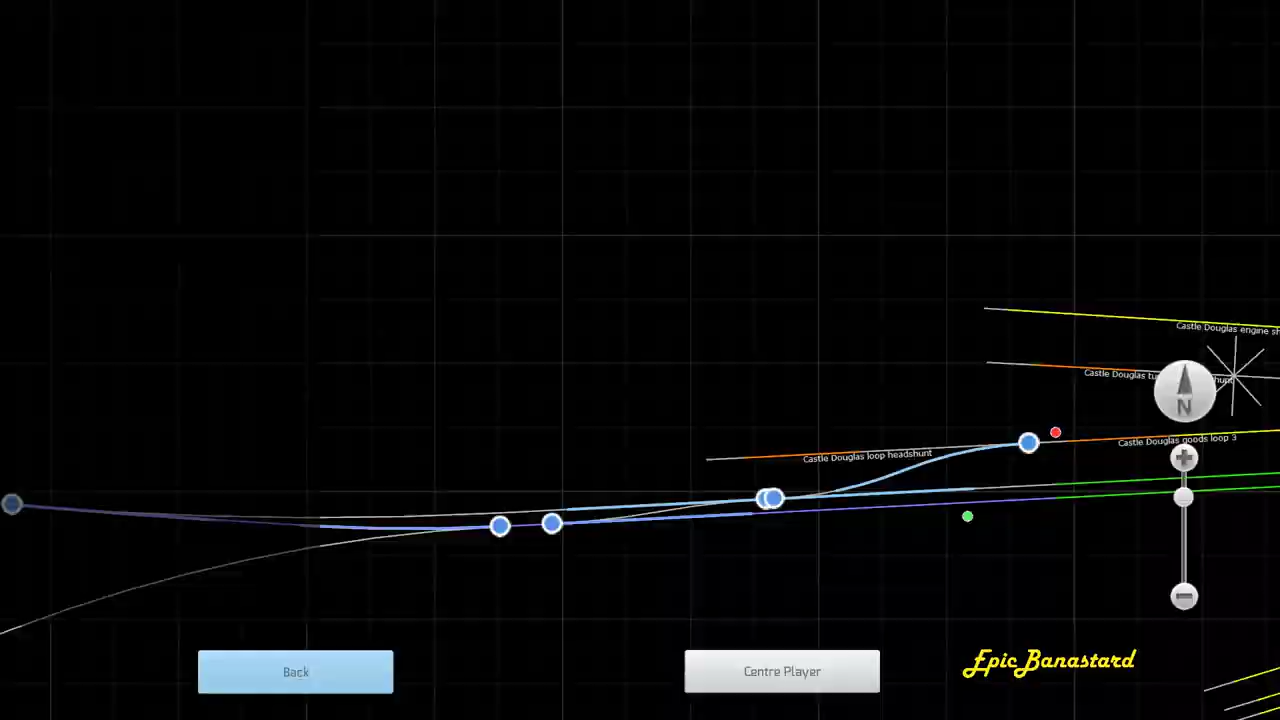 Castle Douglas engine sh
Castle Douglas tu
hunt
Castle Douglas goods loop 3
Castle Douglas loop headshunt
N
Back
Centre Player
Epic Banastard